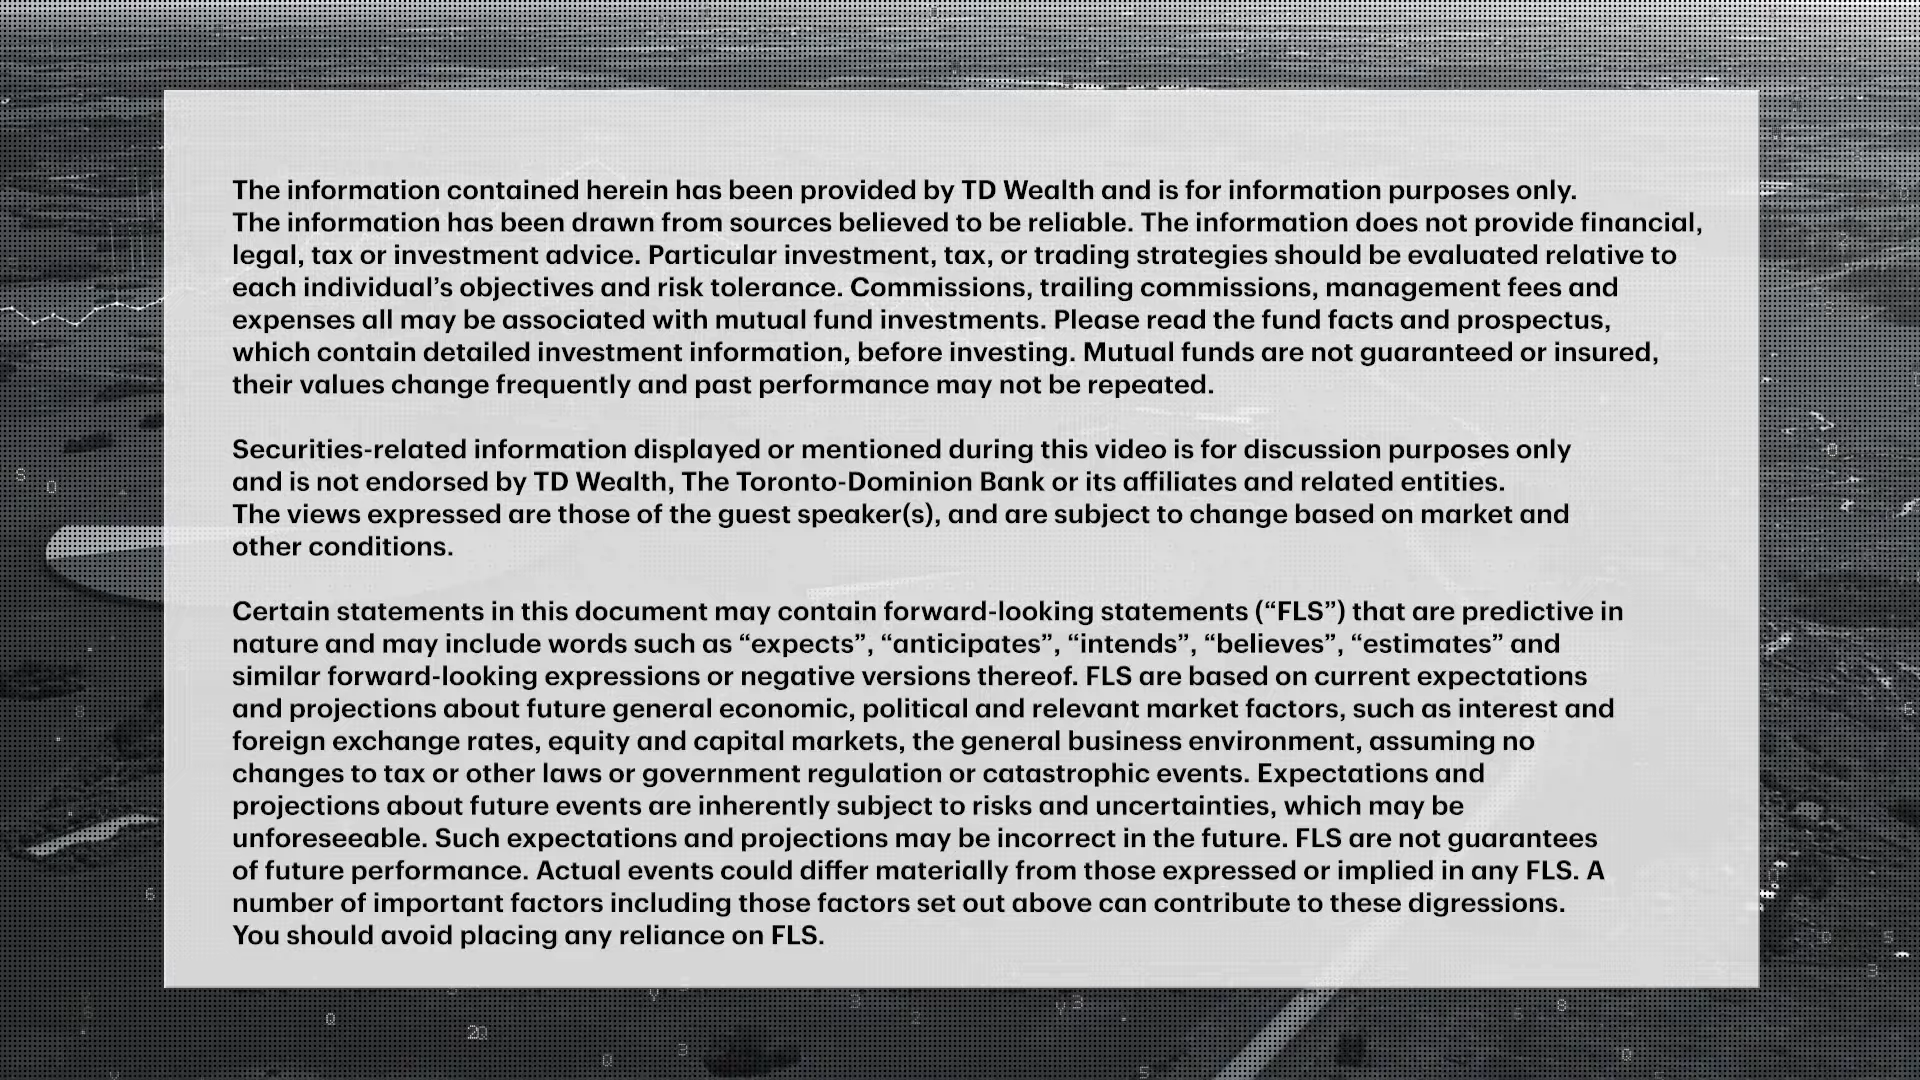 The information contained herein has been provided by TD Wealth and is for information purposes only.
The information has been drawn from sources believed to be reliable. The information does not provide financial,
legal, tax or investment advice. Particular investment, tax, or trading strategies should be evaluated relative to
each individual’s objectives and risk tolerance. Commissions, trailing commissions, management fees and
expenses all may be associated with mutual fund investments. Please read the fund facts and prospectus,
which contain detailed investment information, before investing. Mutual funds are not guaranteed or insured,
their values change frequently and past performance may not be repeated.
Securities-related information displayed or mentioned during this video is for discussion purposes only
and is not endorsed by TD Wealth, The Toronto-Dominion Bank or its affiliates and related entities.
The views expressed are those of the guest speaker(s), and are subject to change based on market and
other conditions.
Certain statements in this document may contain forward-looking statements (“FLS”) that are predictive in
nature and may include words such as “expects”, “anticipates”, “intends”, “believes”, “estimates” and
similar forward-looking expressions or negative versions thereof. FLS are based on current expectations
and projections about future general economic, political and relevant market factors, such as interest and
foreign exchange rates, equity and capital markets, the general business environment, assuming no
changes to tax or other laws or government regulation or catastrophic events. Expectations and
projections about future events are inherently subject to risks and uncertainties, which may be
unforeseeable. Such expectations and projections may be incorrect in the future. FLS are not guarantees
of future performance. Actual events could differ materially from those expressed or implied in any FLS. A
number of important factors including those factors set out above can contribute to these digressions.
You should avoid placing any reliance on FLS.